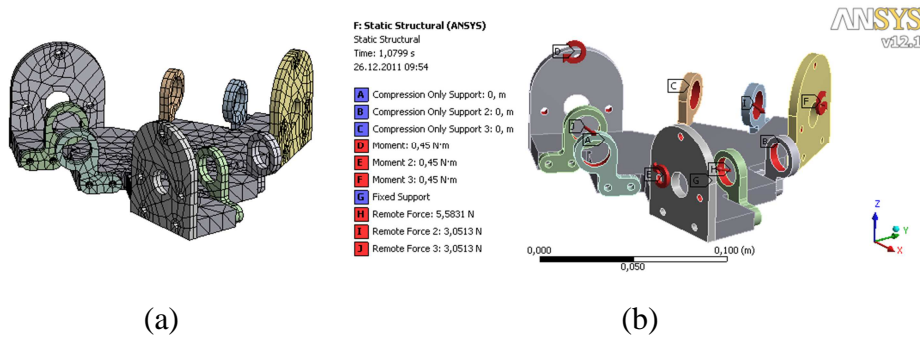 F: Static Structural (ANSYS)
Static Structural
Time: 1,0799 s
26.12.2011 09:54
A Compression Only Support: 0, m
B Compression Only Support 2: 0, m
C Compression Only Support 3: 0, m
D Moment: 0,45 N·m
E Moment 2: 0,45 N·m
F Moment 3: 0,45 N·m
G Fixed Support
H Remote Force: 5,5831 N
I Remote Force 2: 3,0513 N
J Remote Force 3: 3,0513 N
ANSYS
v12.1
D
C
I
F
J
A
B
H
E
G
0,000
0,100 (m)
0,050
Z
Y
X
(a)
(b)